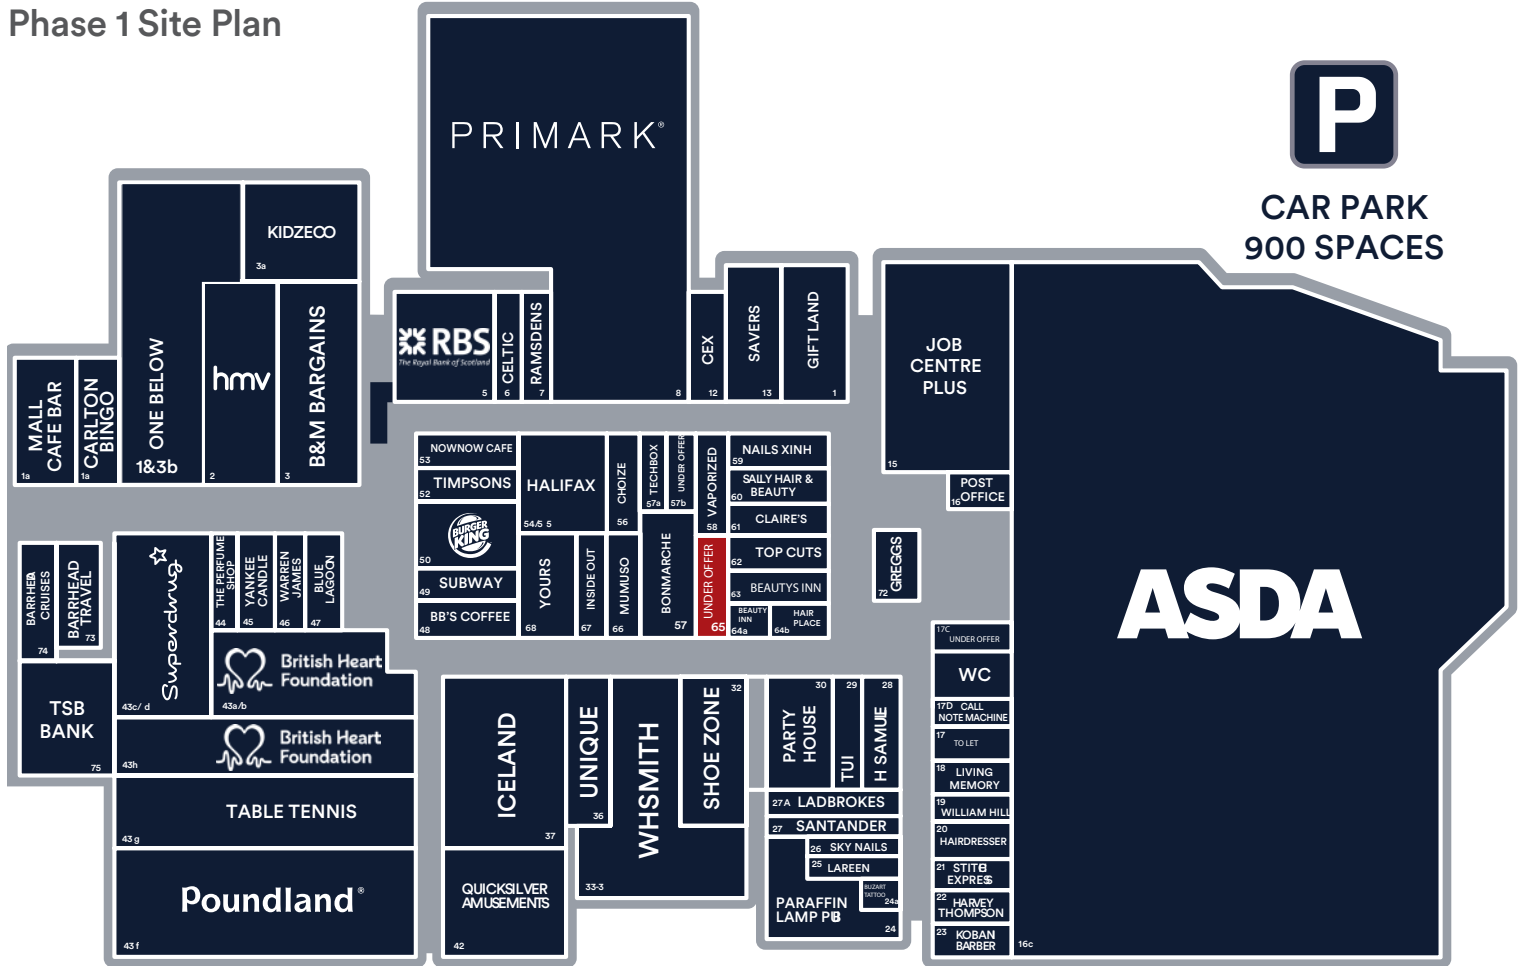 Phase 1 Site Plan
PRIMARK®
P
CAR PARK
900 SPACES
KIDZECO
3a
ONE BELOW
1&3b
hmv
2
B&M BARGAINS
3
MALL
CAFE BAR
1a
CARLTON
BINGO
1a
RBS
The Royal Bank of Scotland
5
CELTIC
6
RAMSDENS
7
8
CEX
12
SAVERS
13
GIFT LAND
1
JOB
CENTRE
PLUS
15
POST
OFFICE
16
NOWNOW CAFE
53
TIMPSONS
52
BURGER
KING
50
SUBWAY
49
BB'S COFFEE
48
HALIFAX
54/5 5
CHOIZE
56
TECHBOX
57a
UNDER OFFER
57b
VAPORIZED
58
NAILS XINH
59
SALLY HAIR &
BEAUTY
60
CLAIRE'S
61
TOP CUTS
62
BEAUTYS INN
63
BEAUTY
INN
64a
HAIR
PLACE
64b
YOURS
68
INSIDE OUT
67
MUMUSO
66
BONMARCHE
57
UNDER OFFER
65
GREGGS
72
ASDA
16c
BARRHEA
CRUISES
74
BARRHEAD
TRAVEL
73
TSB
BANK
75
Superdrug
43c/ d
THE PERFUME
SHOP
44
YANKEE
CANDLE
45
WARREN
JAMES
46
BLUE
LAGOON
47
British Heart
Foundation
43a/b
British Heart
Foundation
43h
TABLE TENNIS
43 g
Poundland®
43 f
ICELAND
37
UNIQUE
36
WHSMITH
33-3
SHOE ZONE
32
QUICKSILVER
AMUSEMENTS
42
PARTY
HOUSE
30
TUI
29
H SAMUE
28
27 A LADBROKES
27 SANTANDER
26 SKY NAILS
25 LAREEN
BUZART
TATTOO
24a
PARAFFIN
LAMP PUB
24
17C
UNDER OFFER
WC
17D CALL
NOTE MACHINE
17
TO LET
18 LIVING
MEMORY
19
WILLIAM HILL
20
HAIRDRESSER
21 STITCH
EXPRESS
22 HARVEY
THOMPSON
23 KOBAN
BARBER